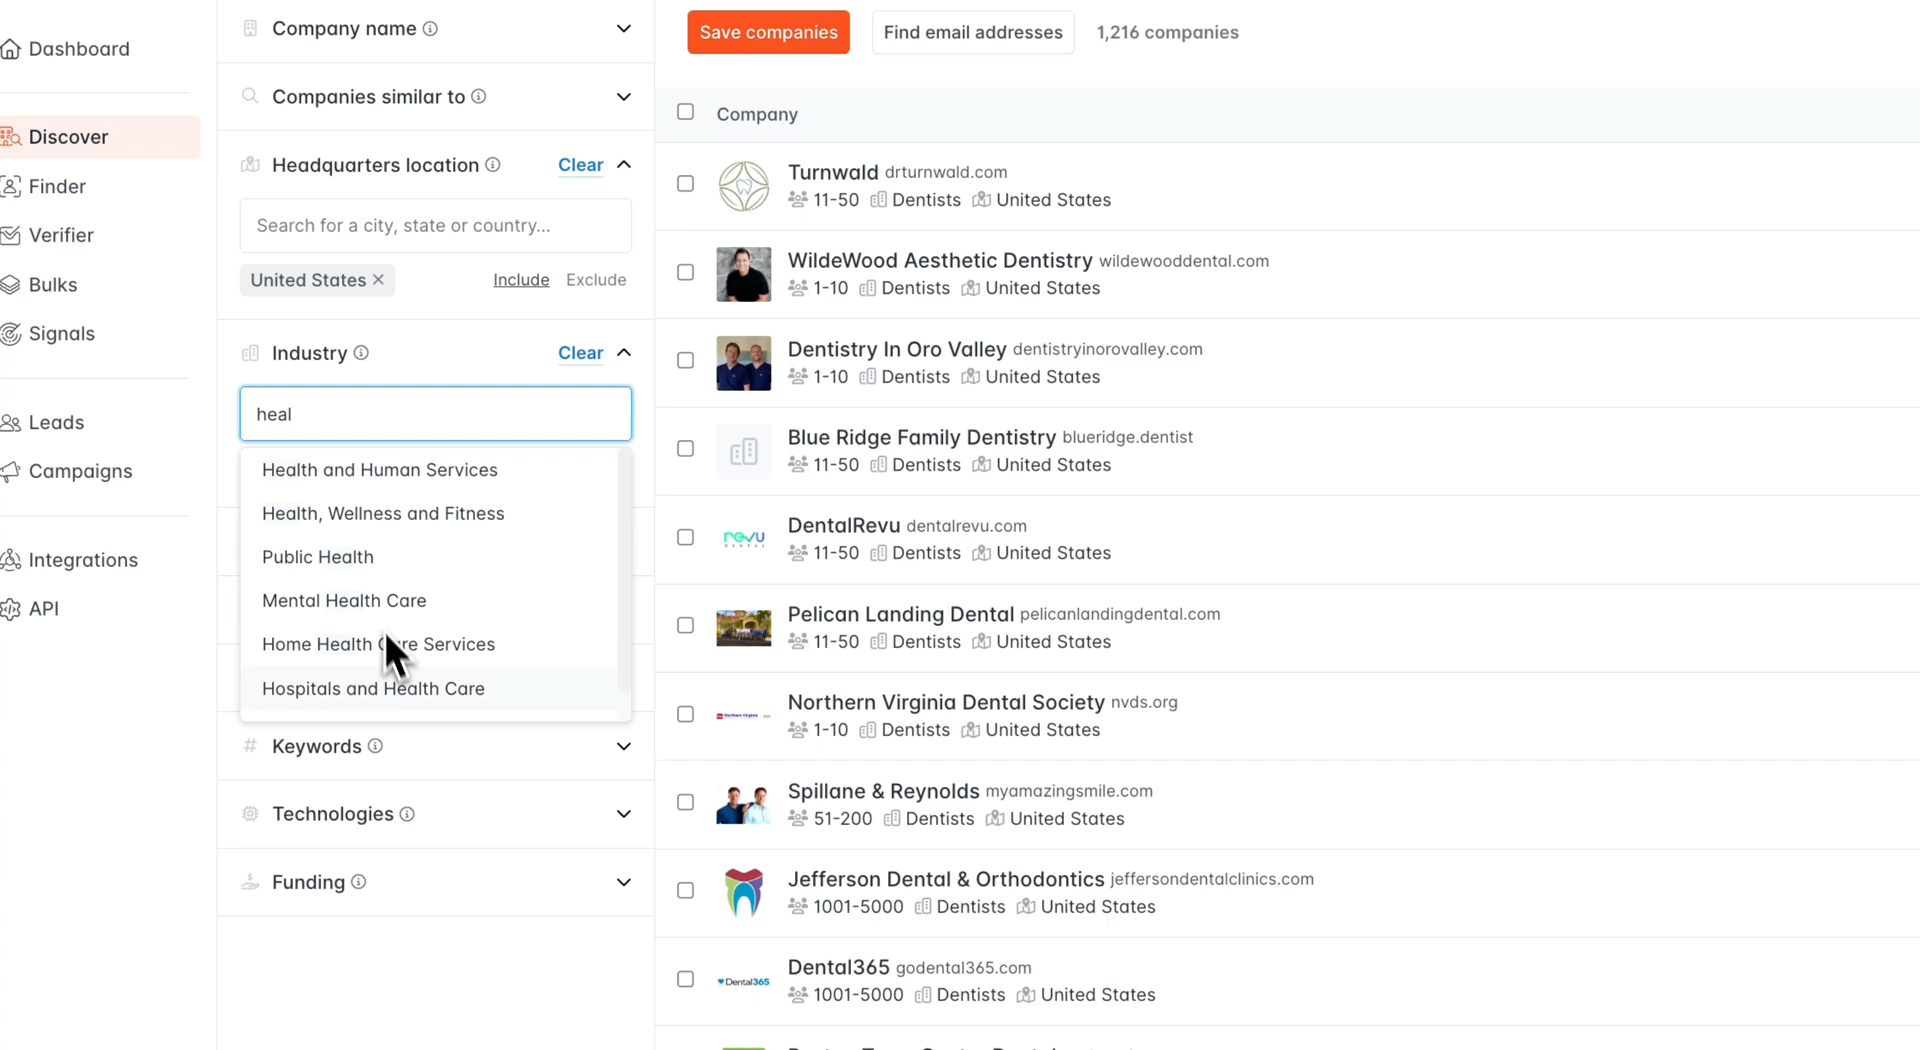 Dashboard
Discover
Finder
Verifier
Bulks
Signals
Leads
Campaigns
Integrations
API
Company name
Companies similar to
Headquarters location Clear
Search for a city, state or country...
United States Include Exclude
Industry Clear
heal
Health and Human Services
Health, Wellness and Fitness
Public Health
Mental Health Care
Home Health Care Services
Hospitals and Health Care
Keywords
Technologies
Funding
Save companies Find email addresses 1,216 companies
Company
Turnwald drturnwald.com
11-50 Dentists United States
WildeWood Aesthetic Dentistry wildewooddental.com
1-10 Dentists United States
Dentistry In Oro Valley dentistryinorovalley.com
1-10 Dentists United States
Blue Ridge Family Dentistry blueridge.dentist
11-50 Dentists United States
revu
DENTAL
DentalRevu dentalrevu.com
11-50 Dentists United States
Pelican Landing Dental pelicanlandingdental.com
11-50 Dentists United States
Northern Virginia Dental Society nvds.org
1-10 Dentists United States
Spillane & Reynolds myamazingsmile.com
51-200 Dentists United States
Jefferson Dental & Orthodontics jeffersondentalclinics.com
1001-5000 Dentists United States
Dental365
Dental365 godental365.com
1001-5000 Dentists United States